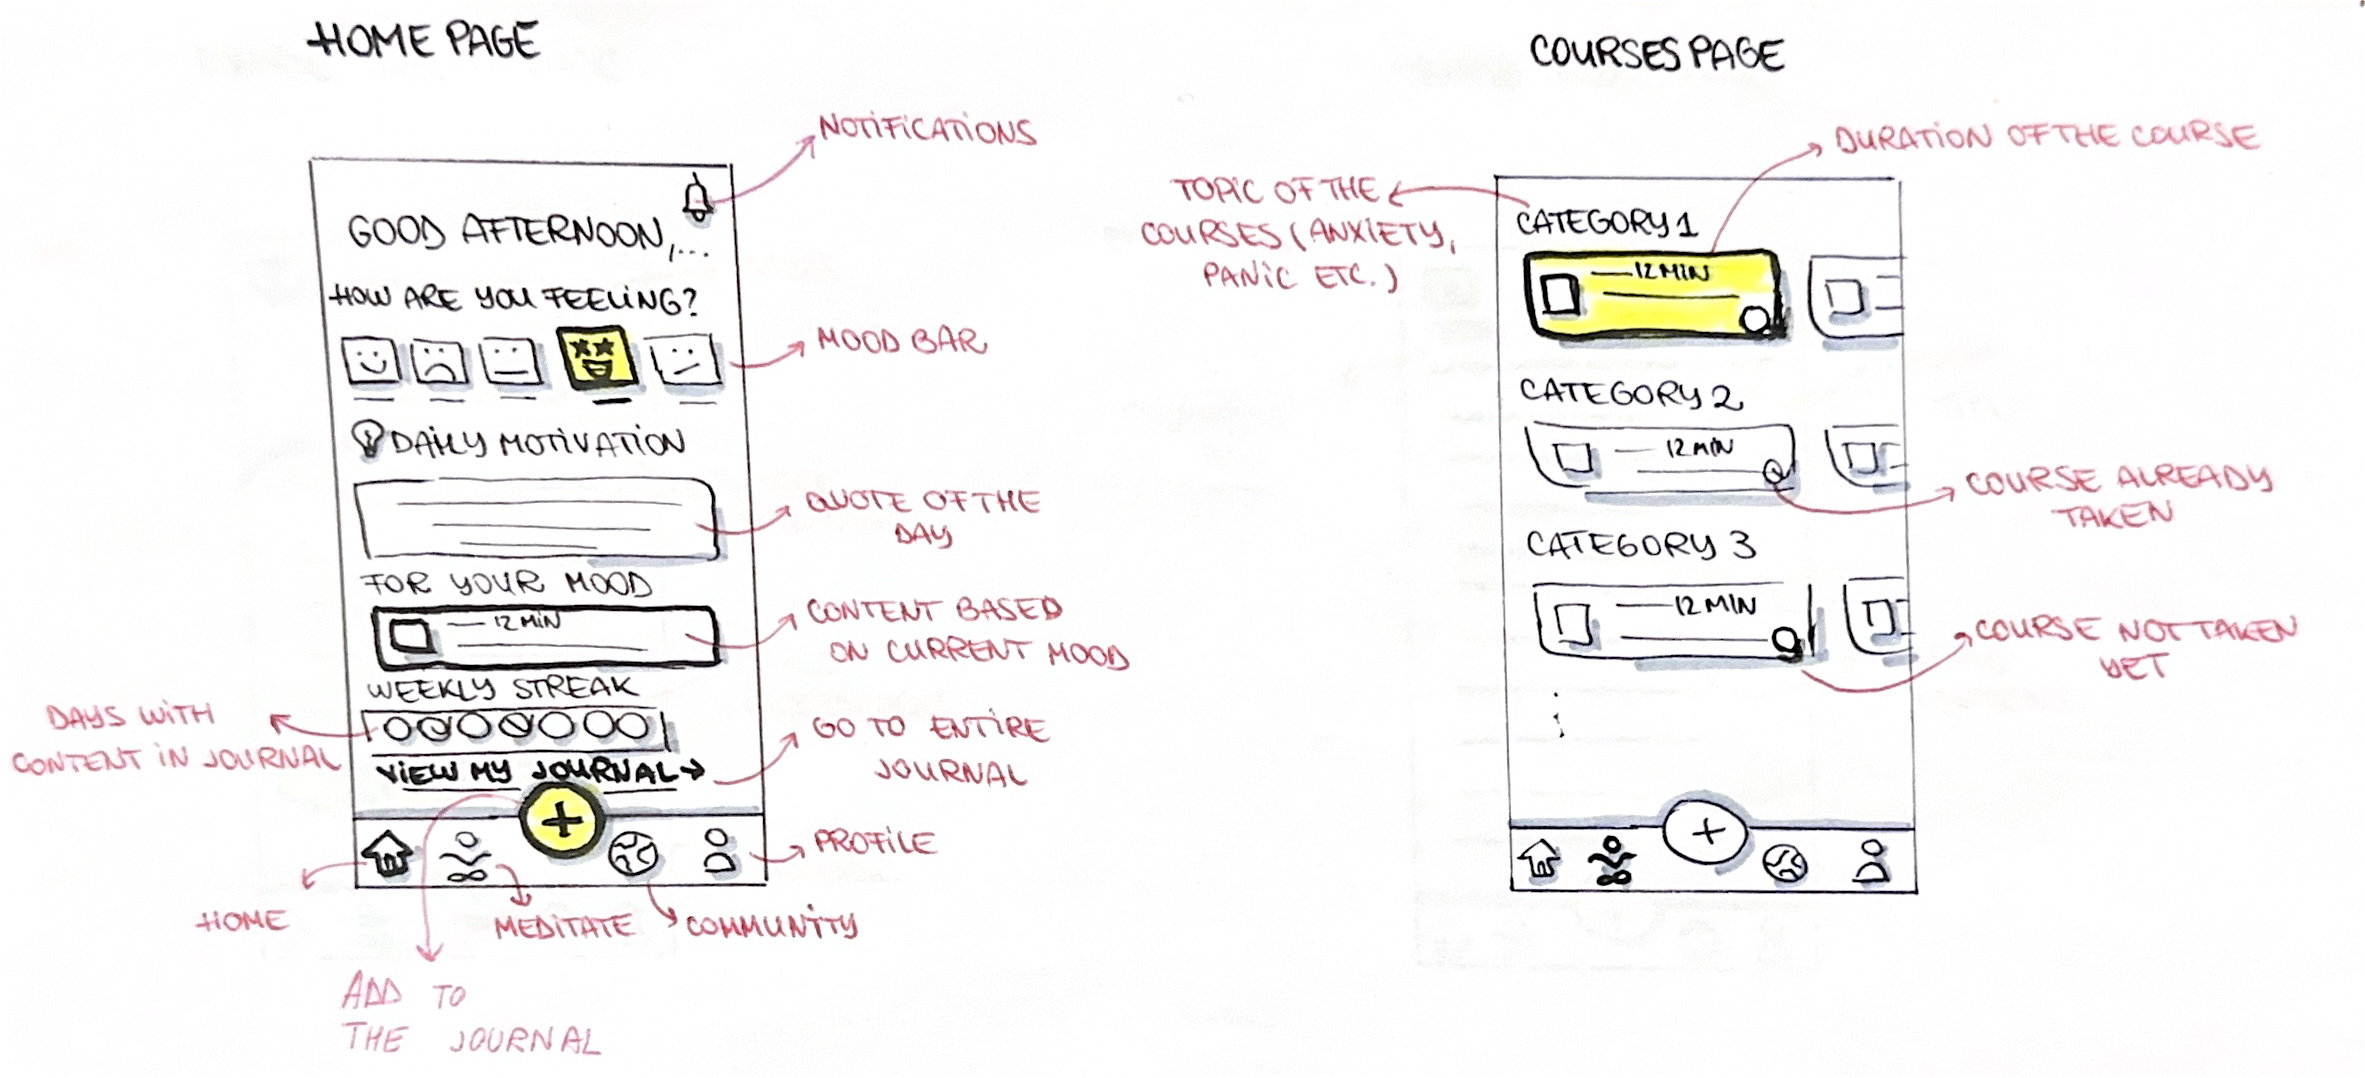 HOME PAGE
NOTIFICATIONS
GOOD AFTERNOON,...
HOW ARE YOU FEELING?
MOOD BAR
DAILY MOTIVATION
QUOTE OF THE
DAY
FOR YOUR MOOD
12 MIN
CONTENT BASED
ON CURRENT MOOD
WEEKLY STREAK
DAYS WITH
CONTENT IN JOURNAL
VIEW MY JOURNAL→
GO TO ENTIRE
JOURNAL
+
PROFILE
HOME
MEDITATE
COMMUNITY
ADD TO
THE JOURNAL
COURSES PAGE
DURATION OF THE COURSE
TOPIC OF THE
COURSES (ANXIETY,
PANIC ETC.)
CATEGORY 1
12 MIN
CATEGORY 2
12 MIN
COURSE ALREADY
TAKEN
CATEGORY 3
12 MIN
COURSE NOT TAKEN
YET
+